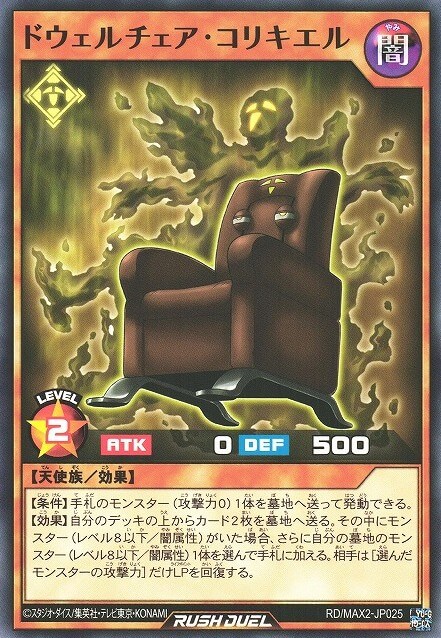 ドウェルチェア・コリキエル
闇
LEVEL
2
ATK 0 DEF 500
【天使族/効果】
【条件】手札のモンスター(攻撃力0)1体を墓地へ送って発動できる。
【効果】自分のデッキの上からカード2枚を墓地へ送る。その中にモン
スター(レベル8以下/闇属性)がいた場合、さらに自分の墓地のモンス
ター(レベル8以下/闇属性)1体を選んで手札に加える。相手は[選んだ
モンスターの攻撃力]だけLPを回復する。
©スタジオ・ダイス/集英社・テレビ東京・KONAMI RUSH DUEL RD/MAX2-JP025